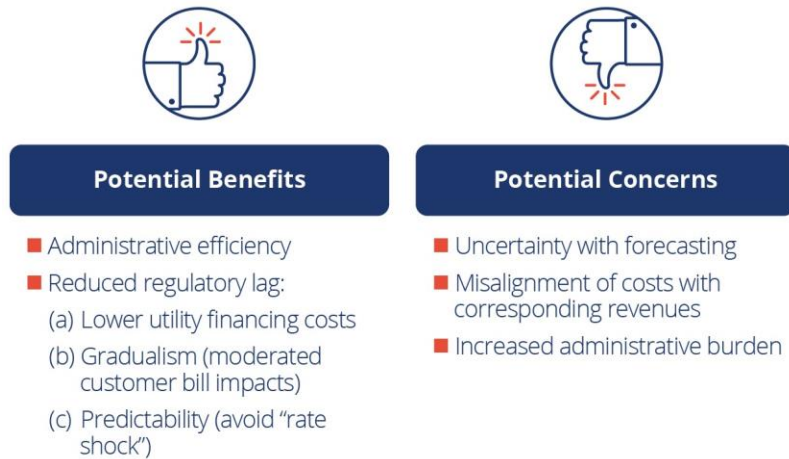 Potential Benefits
■ Administrative efficiency
■ Reduced regulatory lag:
(a) Lower utility financing costs
(b) Gradualism (moderated
customer bill impacts)
(c) Predictability (avoid “rate
shock”)
Potential Concerns
■ Uncertainty with forecasting
■ Misalignment of costs with
corresponding revenues
■ Increased administrative burden